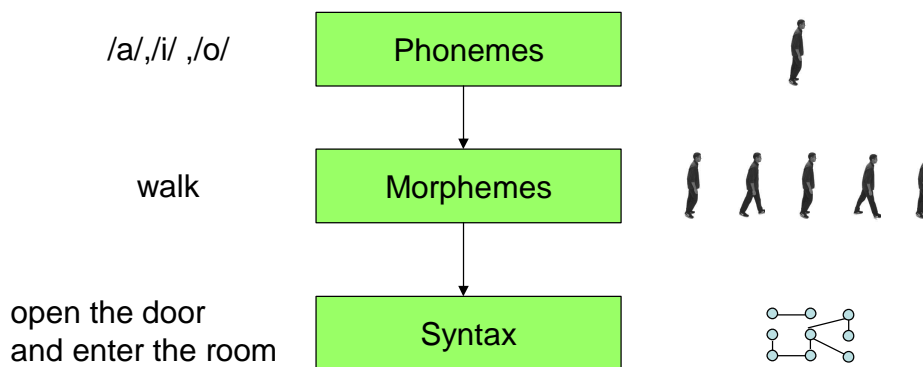 /a/,/i/ ,/o/
Phonemes
walk
Morphemes
open the door
and enter the room
Syntax